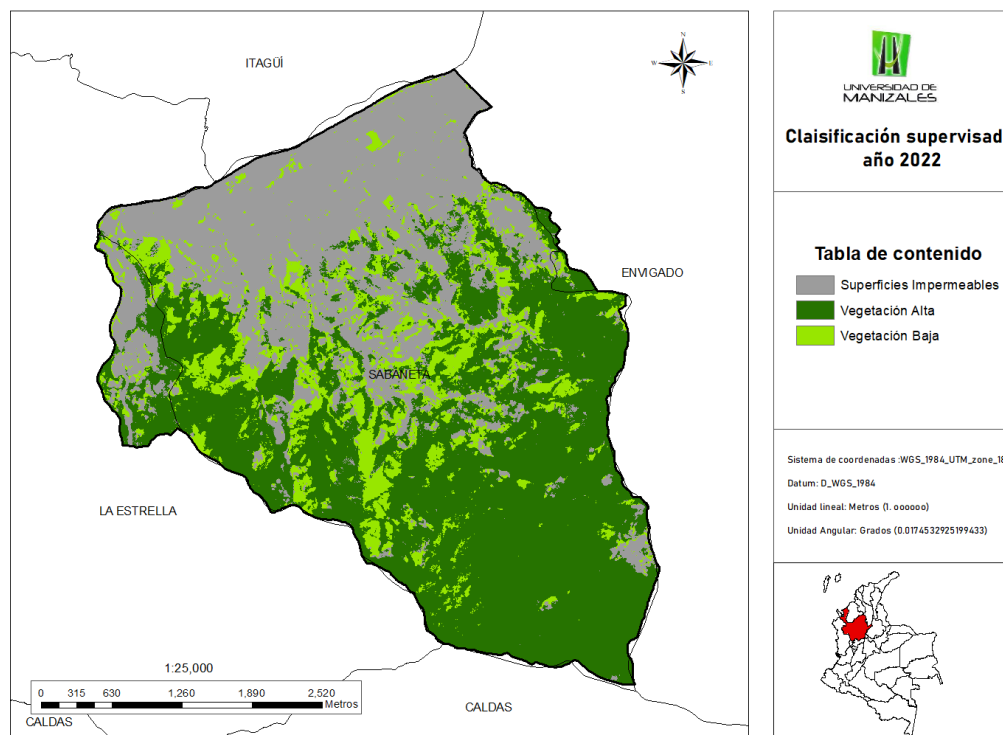 ITAGÜÍ
N
W
E
S
ENVIGADO
SABANETA
LA ESTRELLA
1:25,000
0 315 630 1,260 1,890 2,520
Metros
CALDAS
CALDAS
UNIVERSIDAD DE
MANIZALES
Claisificación supervisad
año 2022
Tabla de contenido
Superficies Impermeables
Vegetación Alta
Vegetación Baja
Sistema de coordenadas :WGS_1984_UTM_zone_18
Datum: D_WGS_1984
Unidad lineal: Metros (1. oooooo)
Unidad Angular: Grados (0.0174532925199433)